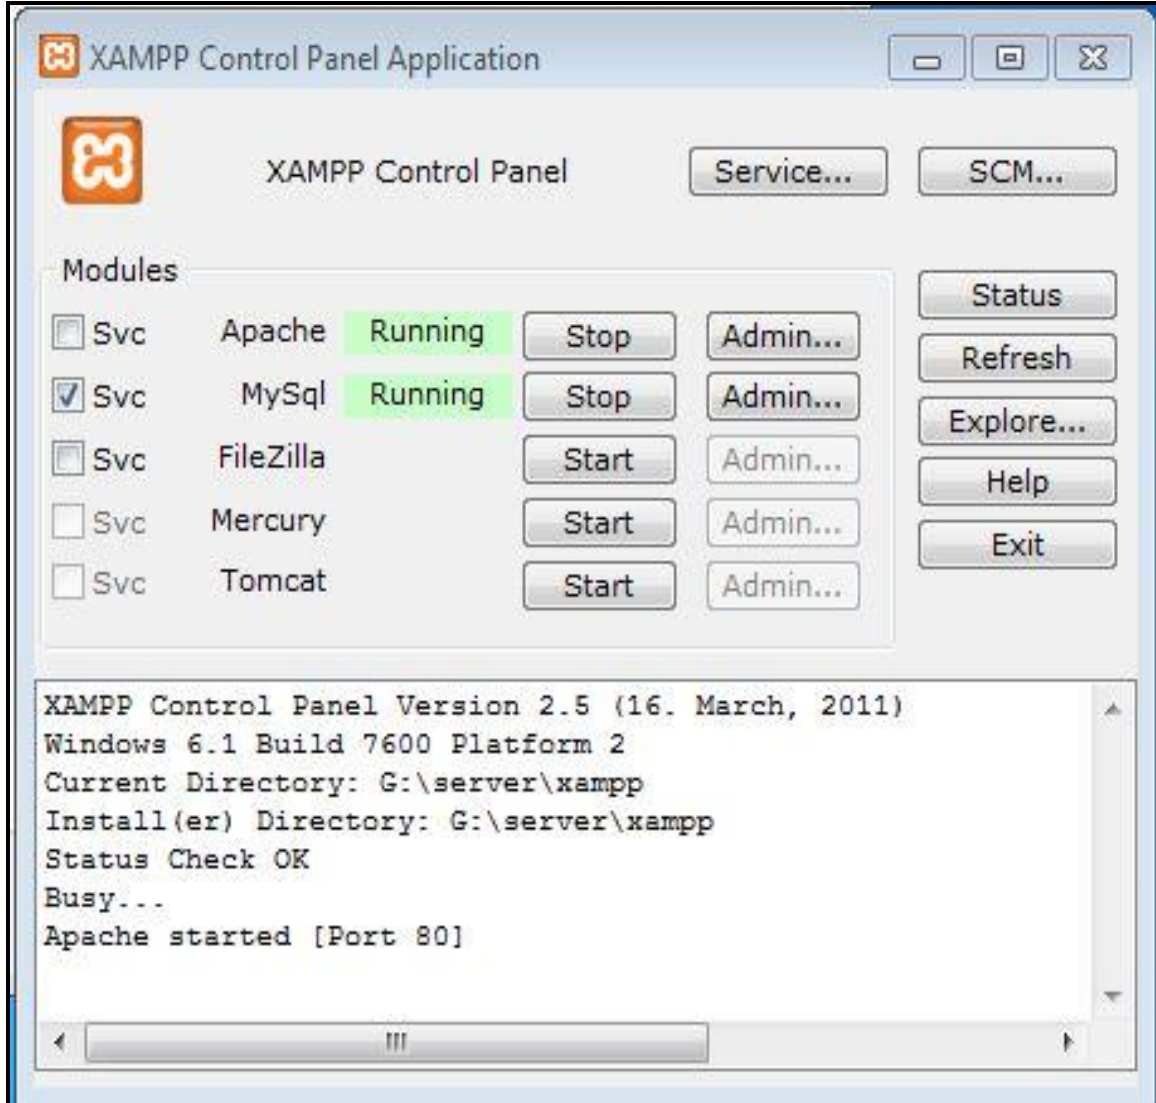 XAMPP Control Panel Application
XAMPP Control Panel Service... SCM...
Modules
Svc Apache Running Stop Admin...
Svc MySql Running Stop Admin...
Svc FileZilla Start Admin...
Svc Mercury Start Admin...
Svc Tomcat Start Admin...
Status
Refresh
Explore...
Help
Exit
XAMPP Control Panel Version 2.5 (16. March, 2011)
Windows 6.1 Build 7600 Platform 2
Current Directory: G:\server\xampp
Install(er) Directory: G:\server\xampp
Status Check OK
Busy...
Apache started [Port 80]